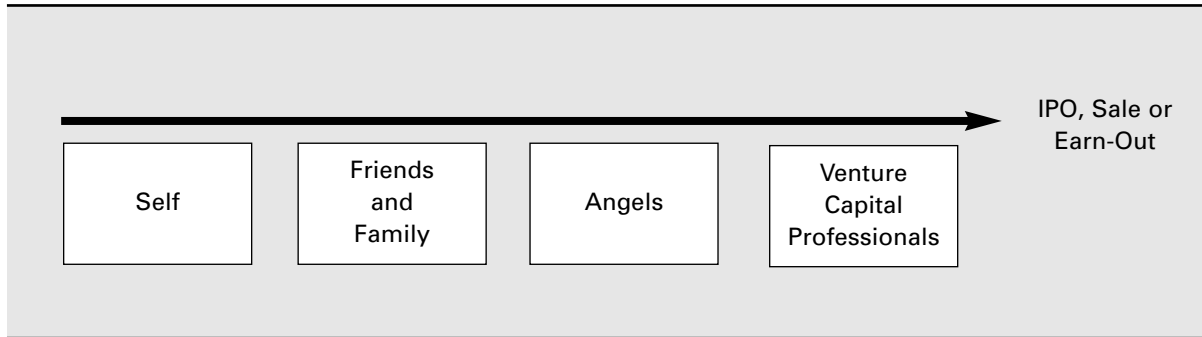 IPO, Sale or
Earn-Out
Self
Friends
and
Family
Angels
Venture
Capital
Professionals